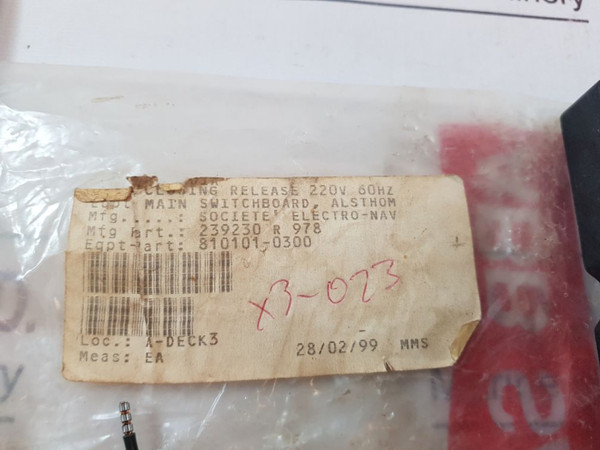 RELEASE 220V 60HZ
Eqpt MAIN SWITCHBOARD, ALSTHOM
Mfg.....: SOCIETE' ELECTRO-NAV
Mfg Part.: 239230 R 978
Eqpt-Part: 810101-0300
X3-023
Loc.: A-DECK3
28/02/99 MMS
Meas: EA